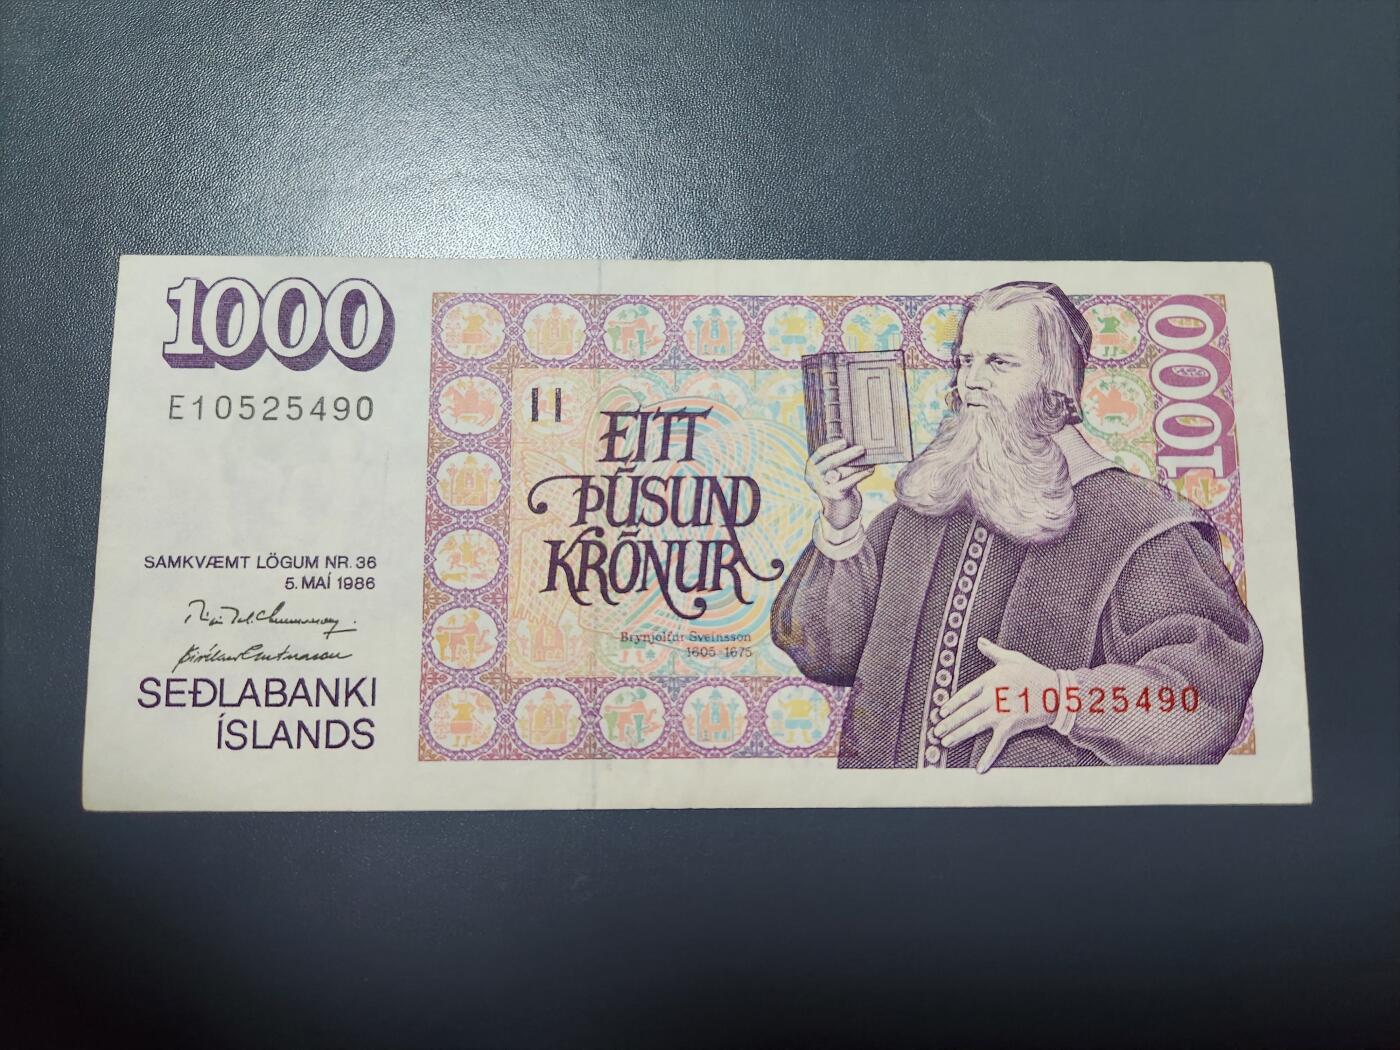 1000
E10525490
SAMKVÆMT LÖGUM NR. 36
5. MAÍ 1986
SEÐLABANKI
ÍSLANDS
EITT
ÞÚSUND
KRÓNUR
Brynjólfur Sveinsson
1605-1675
1000
E10525490